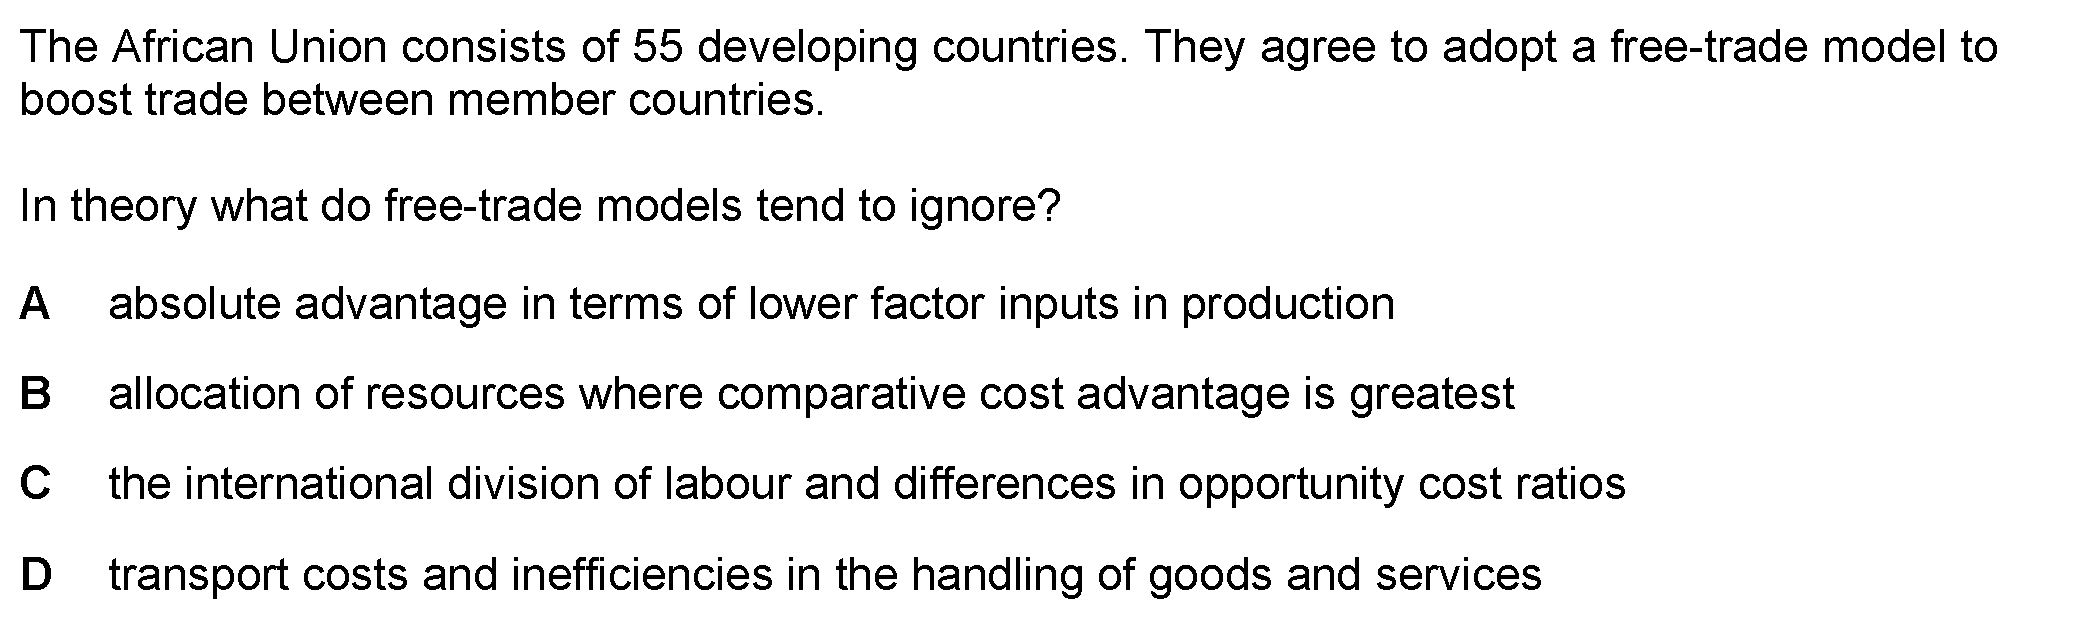 The African Union consists of 55 developing countries. They agree to adopt a free-trade model to
boost trade between member countries.
In theory what do free-trade models tend to ignore?
A absolute advantage in terms of lower factor inputs in production
B allocation of resources where comparative cost advantage is greatest
C the international division of labour and differences in opportunity cost ratios
D transport costs and inefficiencies in the handling of goods and services